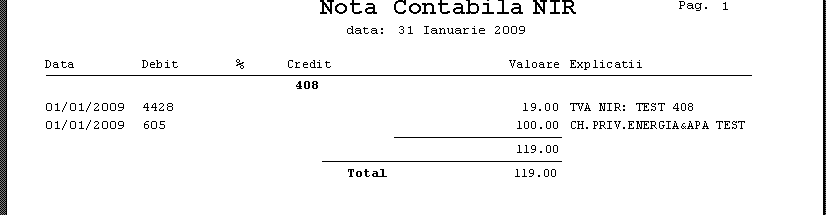 Nota Contabila NIR Pag. 1
data: 31 Ianuarie 2009
Data Debit % Credit Valoare Explicatii
408
01/01/2009 4428 19.00 TVA NIR: TEST 408
01/01/2009 605 100.00 CH.PRIV.ENERGIA&APA TEST
119.00
Total 119.00